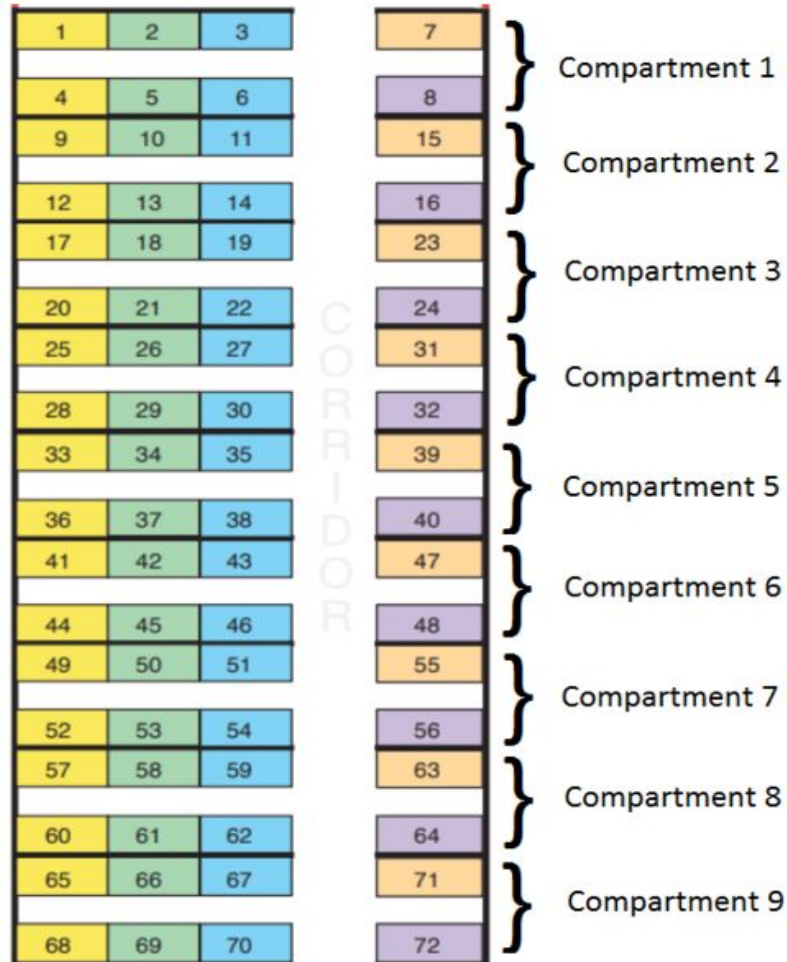 1 2 3 7
Compartment 1
4 5 6 8
9 10 11 15
Compartment 2
12 13 14 16
17 18 19 23
Compartment 3
20 21 22 24
25 26 27 31
Compartment 4
28 29 30 32
33 34 35 39
Compartment 5
36 37 38 40
41 42 43 47
Compartment 6
44 45 46 48
49 50 51 55
Compartment 7
52 53 54 56
57 58 59 63
Compartment 8
60 61 62 64
65 66 67 71
Compartment 9
68 69 70 72
CORRIDOR